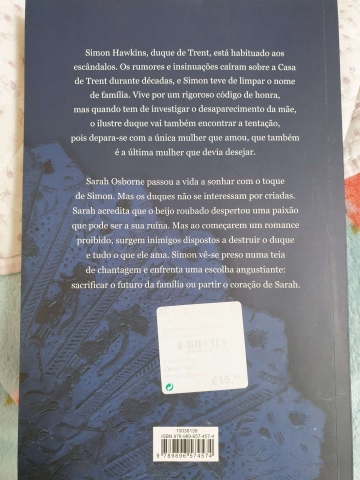 Simon Hawkins, duque de Trent, está habituado aos
escândalos. Os rumores e insinuações caíram sobre a Casa
de Trent durante décadas, e Simon teve de limpar o nome
de família. Vive por um rigoroso código de honra,
mas quando tem de investigar o desaparecimento da mãe,
o ilustre duque vai também encontrar a tentação,
pois depara-se com a única mulher que amou, que também
é a última mulher que devia desejar.
Sarah Osborne passou a vida a sonhar com o toque
de Simon. Mas os duques não se interessam por criadas.
Sarah acredita que o beijo roubado despertou uma paixão
que pode ser a sua ruína. Mas ao começarem um romance
proibido, surgem inimigos dispostos a destruir o duque
e tudo o que ele ama. Simon vê-se preso numa teia
de chantagem e enfrenta uma escolha angustiante:
sacrificar o futuro da família ou partir o coração de Sarah.
10038139
ISBN 978-989-657-457-4
9 789896 574574